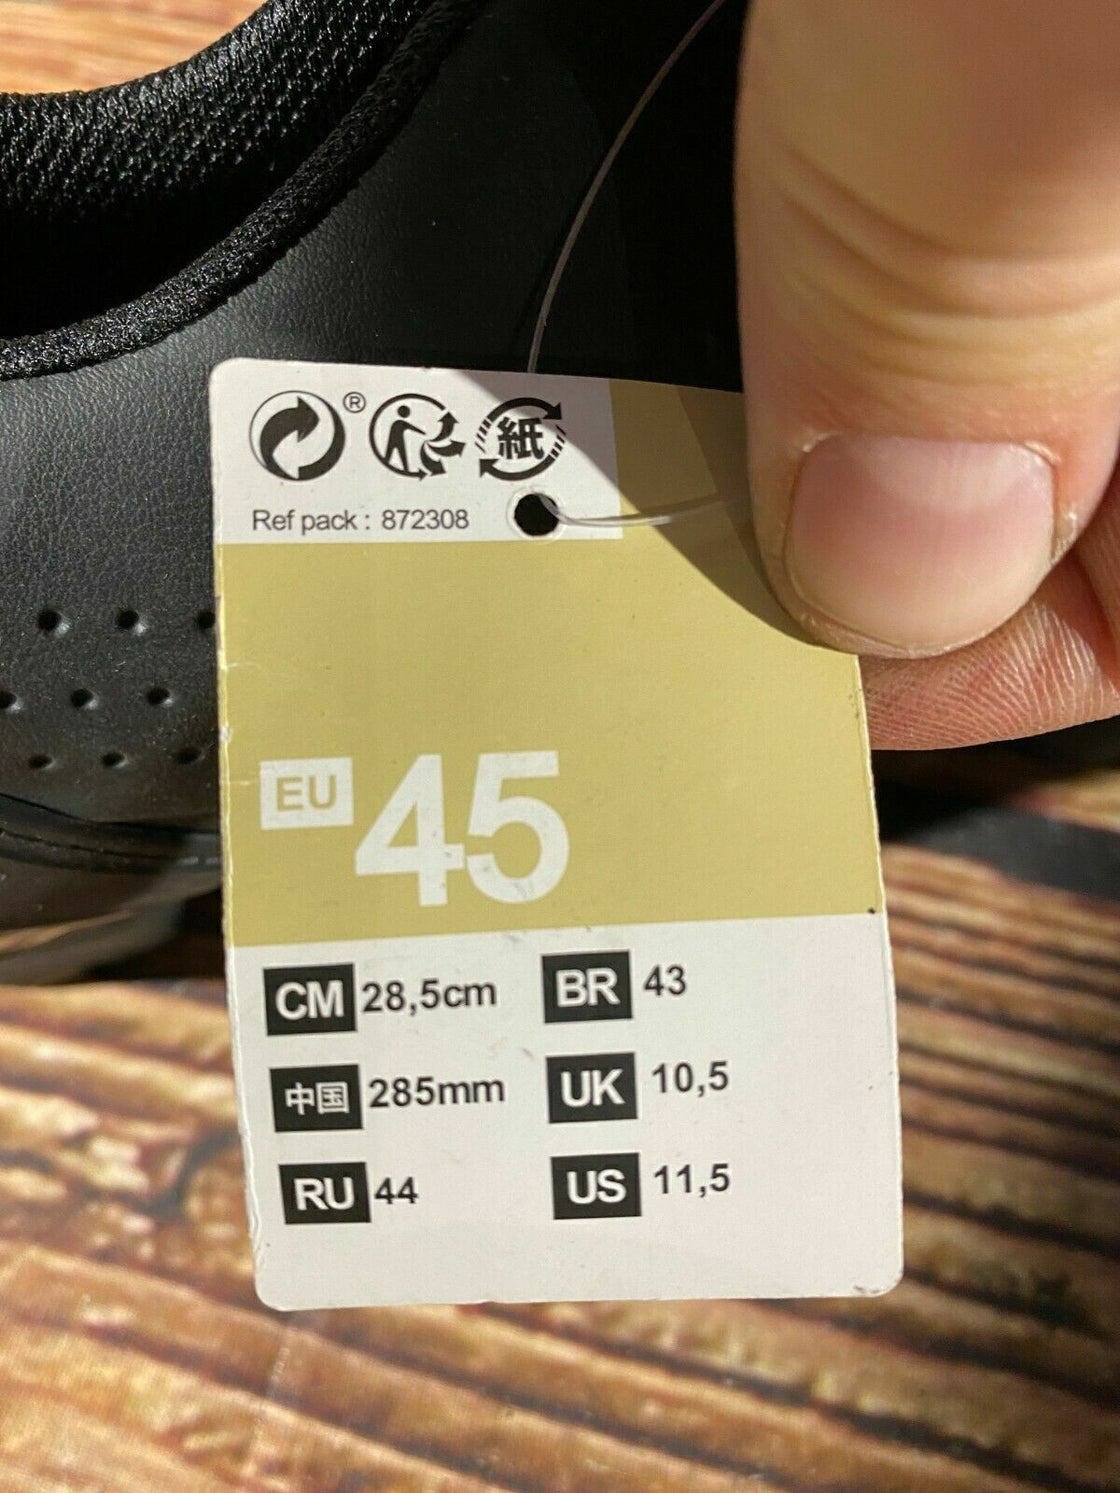 ®
紙
Ref pack : 872308
EU 45
CM 28,5cm BR 43
中国 285mm UK 10,5
RU 44 US 11,5